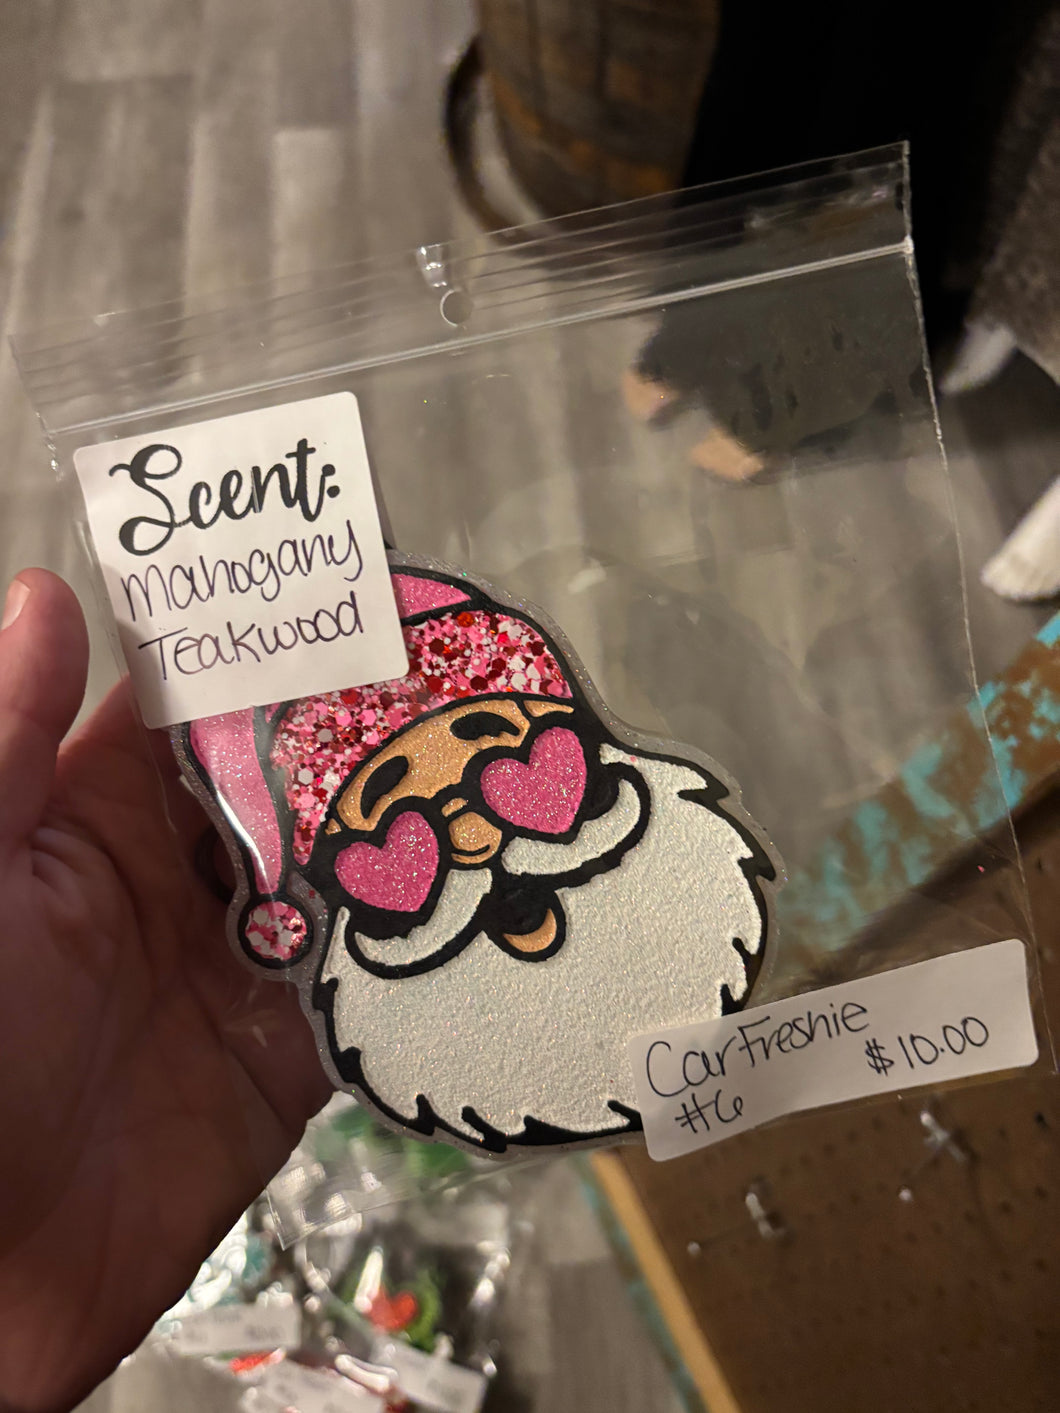 Scent:
Mahogany
Teakwood
Car Freshie
$10.00
#6